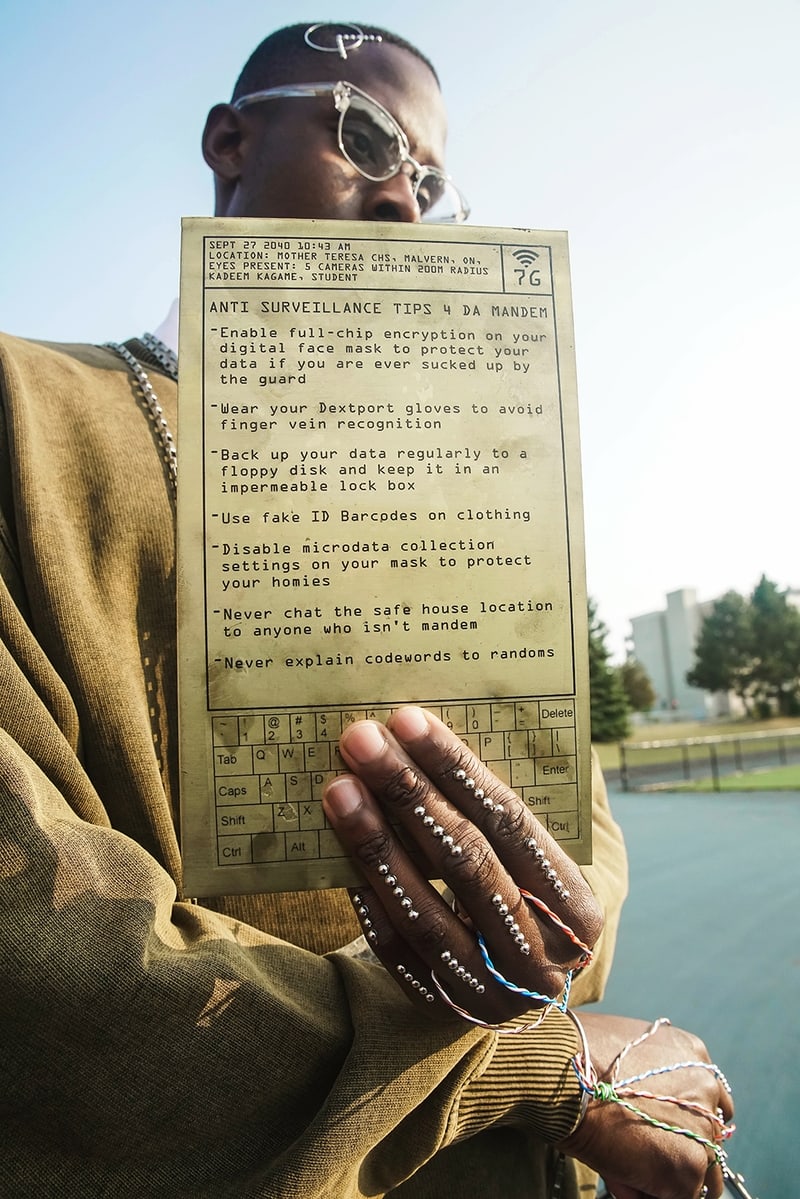 SEPT 27 2040 10:43 AM
LOCATION: MOTHER TERESA CHS, MALVERN, ON,
EYES PRESENT: 5 CAMERAS WITHIN 200M RADIUS
KADEEM KAGAME, STUDENT
7G
ANTI SURVEILLANCE TIPS 4 DA MANDEM
-Enable full-chip encryption on your
digital face mask to protect your
data if you are ever sucked up by
the guard
-Wear your Dextport gloves to avoid
finger vein recognition
-Back up your data regularly to a
floppy disk and keep it in an
impermeable lock box
-Use fake ID Barcodes on clothing
-Disable microdata collection
settings on your mask to protect
your homies
-Never chat the safe house location
to anyone who isn't mandem
-Never explain codewords to randoms
~ ! @ # $ % ^ ( ) - + Delete
1 2 3 4 9 0 =
Tab Q W E P { } |
[ ] \
Caps A S D Enter
Shift Z X Shift
Ctrl Alt Ctrl